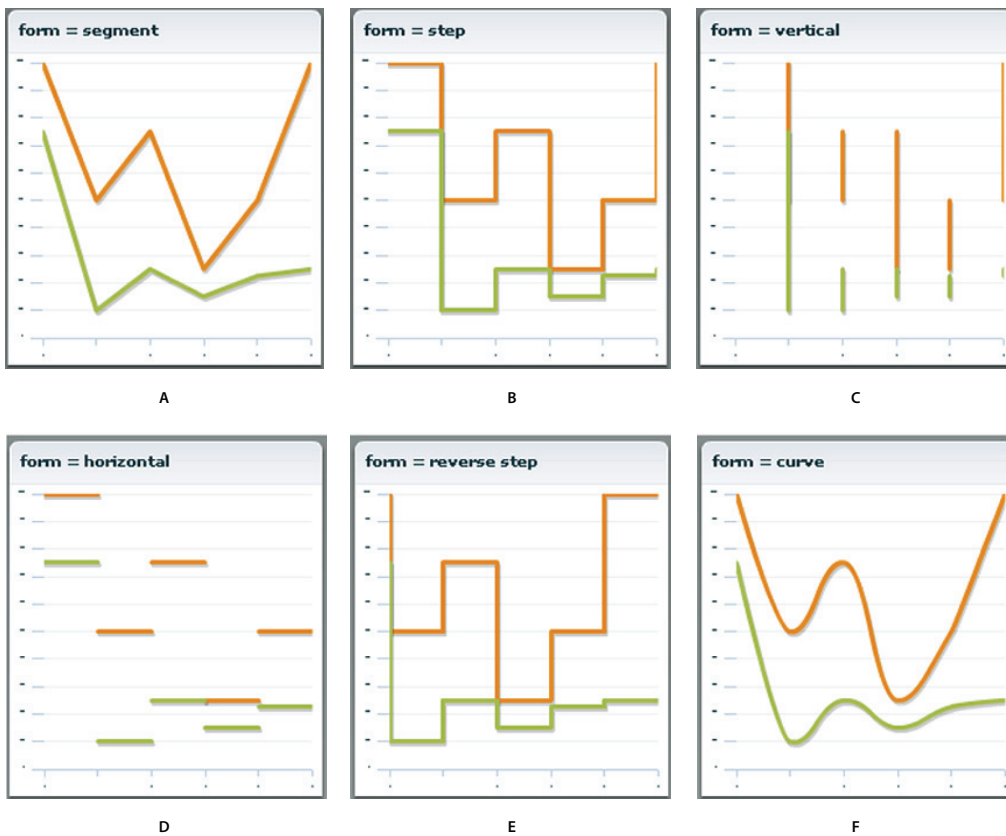 form = segment
form = step
form = vertical
A
B
C
form = horizontal
form = reverse step
form = curve
D
E
F